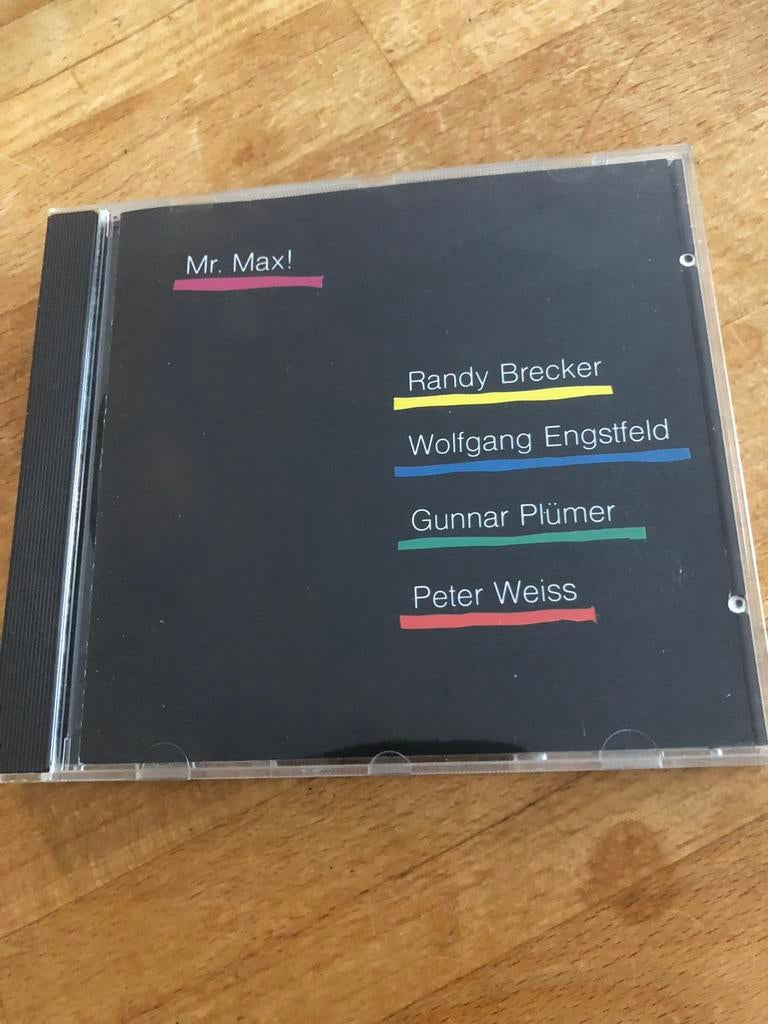 Mr. Max!
Randy Brecker
Wolfgang Engstfeld
Gunnar Plümer
Peter Weiss